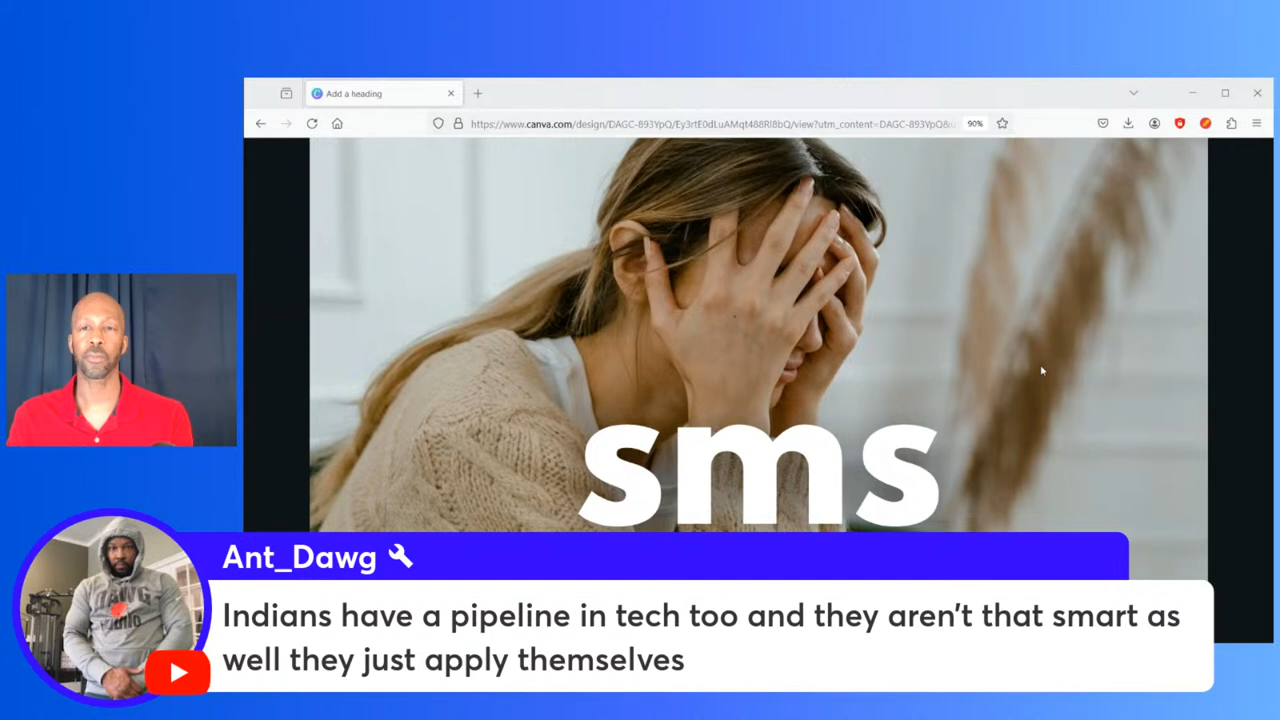 Add a heading
https://www.canva.com/design/DAGC-893YpQ/Ey3rtE0dLuAMqt488Rl8bQ/view?utm_content=DAGC-893YpQ&
90%
sms
Ant_Dawg
Indians have a pipeline in tech too and they aren't that smart as
well they just apply themselves
DAWG